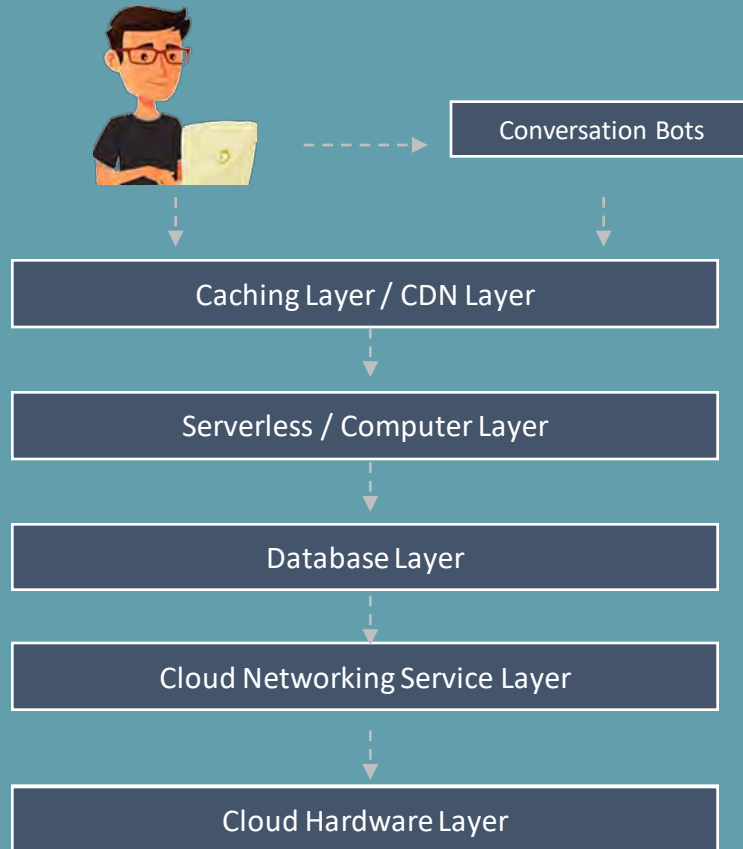 Conversation Bots
Caching Layer / CDN Layer
Serverless / Computer Layer
Database Layer
Cloud Networking Service Layer
Cloud Hardware Layer